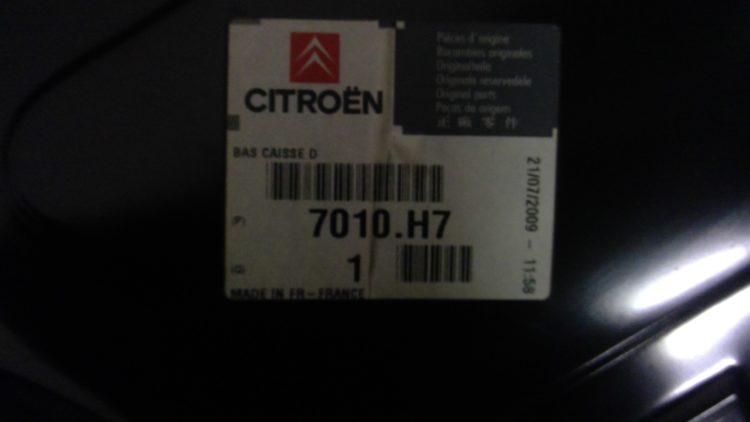 CITROËN
Pièces d'origine
Recambios originales
Originalteile
Originale reservedele
Original parts
Peças de origem
正廠零件
BAS CAISSE D
21/07/2009 - 11:58
(P) 7010.H7
(Q) 1
MADE IN FR-FRANCE